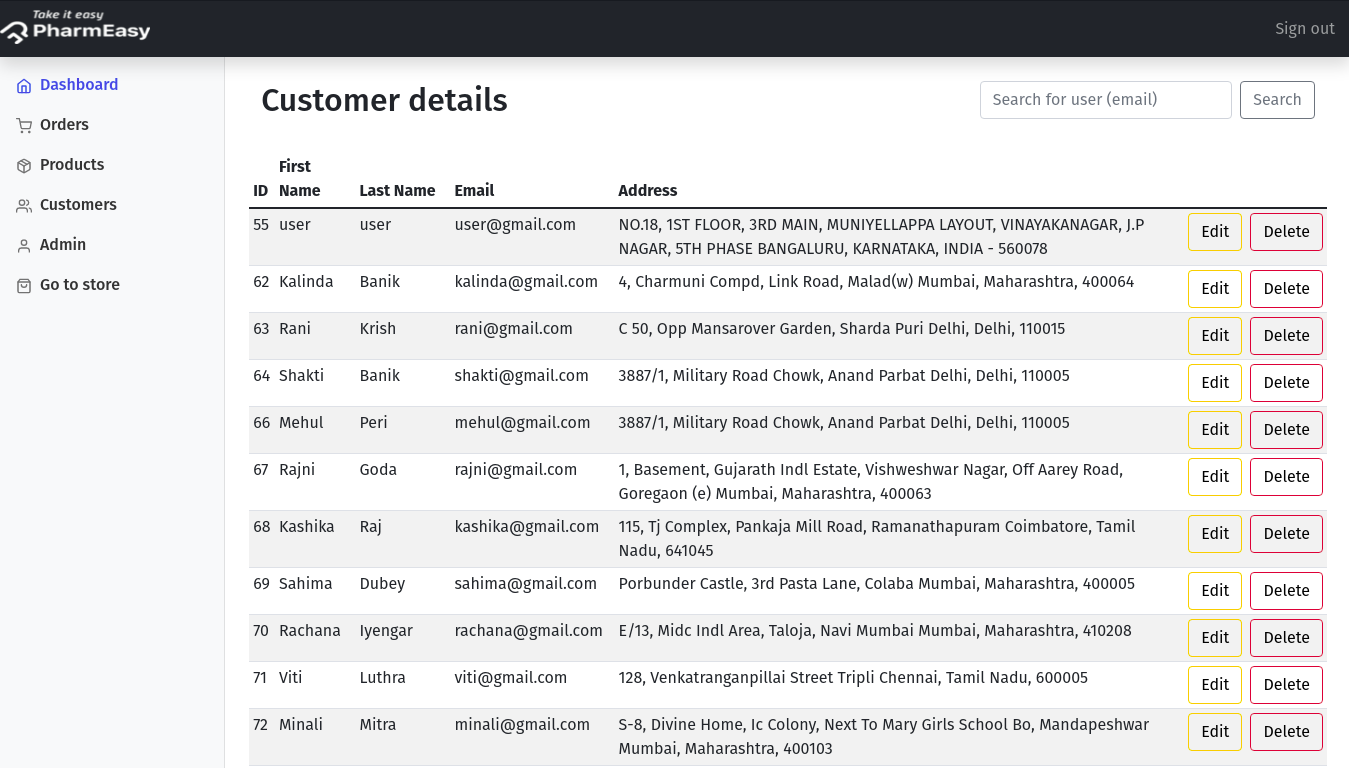 Take it easy
PharmEasy
Sign out
Dashboard
Orders
Products
Customers
Admin
Go to store
Customer details
Search for user (email)
Search
ID First Name Last Name Email Address
55 user user user@gmail.com NO.18, 1ST FLOOR, 3RD MAIN, MUNIYELLAPPA LAYOUT, VINAYAKANAGAR, J.P
NAGAR, 5TH PHASE BANGALURU, KARNATAKA, INDIA - 560078
Edit Delete
62 Kalinda Banik kalinda@gmail.com 4, Charmuni Compd, Link Road, Malad(w) Mumbai, Maharashtra, 400064 Edit Delete
63 Rani Krish rani@gmail.com C 50, Opp Mansarover Garden, Sharda Puri Delhi, Delhi, 110015 Edit Delete
64 Shakti Banik shakti@gmail.com 3887/1, Military Road Chowk, Anand Parbat Delhi, Delhi, 110005 Edit Delete
66 Mehul Peri mehul@gmail.com 3887/1, Military Road Chowk, Anand Parbat Delhi, Delhi, 110005 Edit Delete
67 Rajni Goda rajni@gmail.com 1, Basement, Gujarath Indl Estate, Vishweshwar Nagar, Off Aarey Road,
Goregaon (e) Mumbai, Maharashtra, 400063
Edit Delete
68 Kashika Raj kashika@gmail.com 115, Tj Complex, Pankaja Mill Road, Ramanathapuram Coimbatore, Tamil
Nadu, 641045
Edit Delete
69 Sahima Dubey sahima@gmail.com Porbunder Castle, 3rd Pasta Lane, Colaba Mumbai, Maharashtra, 400005 Edit Delete
70 Rachana Iyengar rachana@gmail.com E/13, Midc Indl Area, Taloja, Navi Mumbai Mumbai, Maharashtra, 410208 Edit Delete
71 Viti Luthra viti@gmail.com 128, Venkatranganpillai Street Tripli Chennai, Tamil Nadu, 600005 Edit Delete
72 Minali Mitra minali@gmail.com S-8, Divine Home, Ic Colony, Next To Mary Girls School Bo, Mandapeshwar
Mumbai, Maharashtra, 400103
Edit Delete